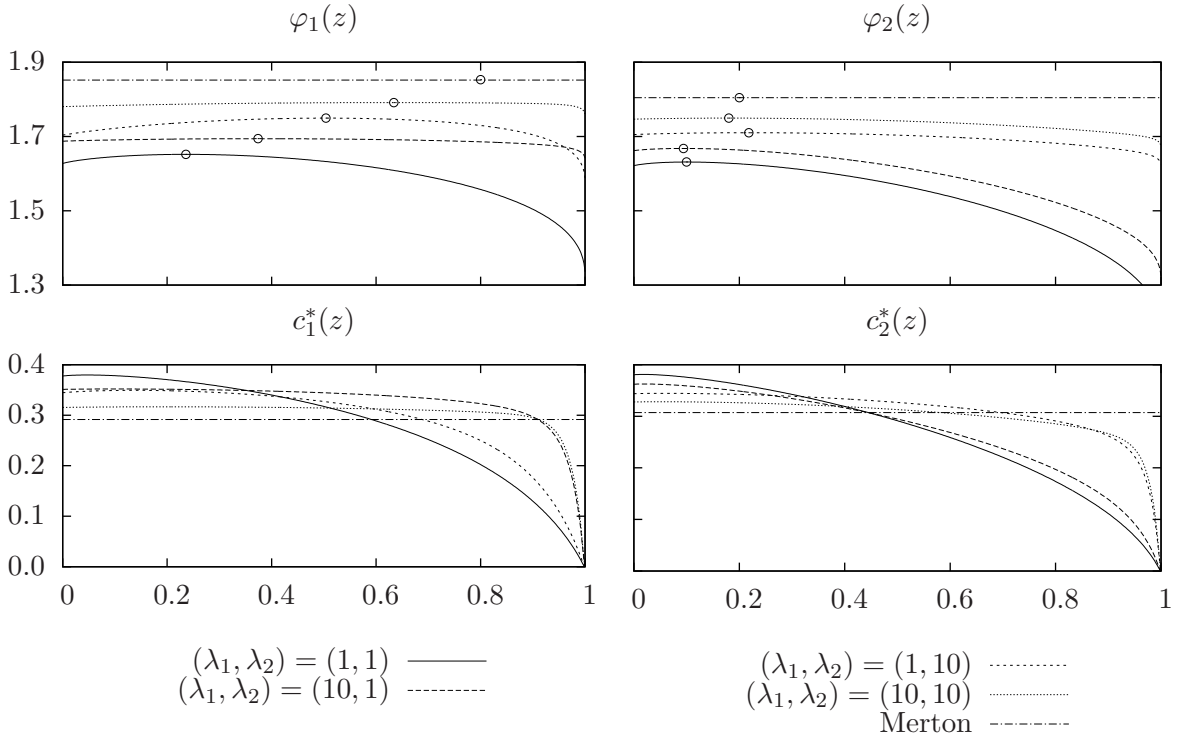 φ₁(z) φ₂(z)
1.9
1.7
1.5
1.3
c₁*(z) c₂*(z)
0.4
0.3
0.2
0.1
0.0
0 0.2 0.4 0.6 0.8 1 0 0.2 0.4 0.6 0.8 1
(λ₁, λ₂) = (1, 1)
(λ₁, λ₂) = (10, 1)
(λ₁, λ₂) = (1, 10)
(λ₁, λ₂) = (10, 10)
Merton